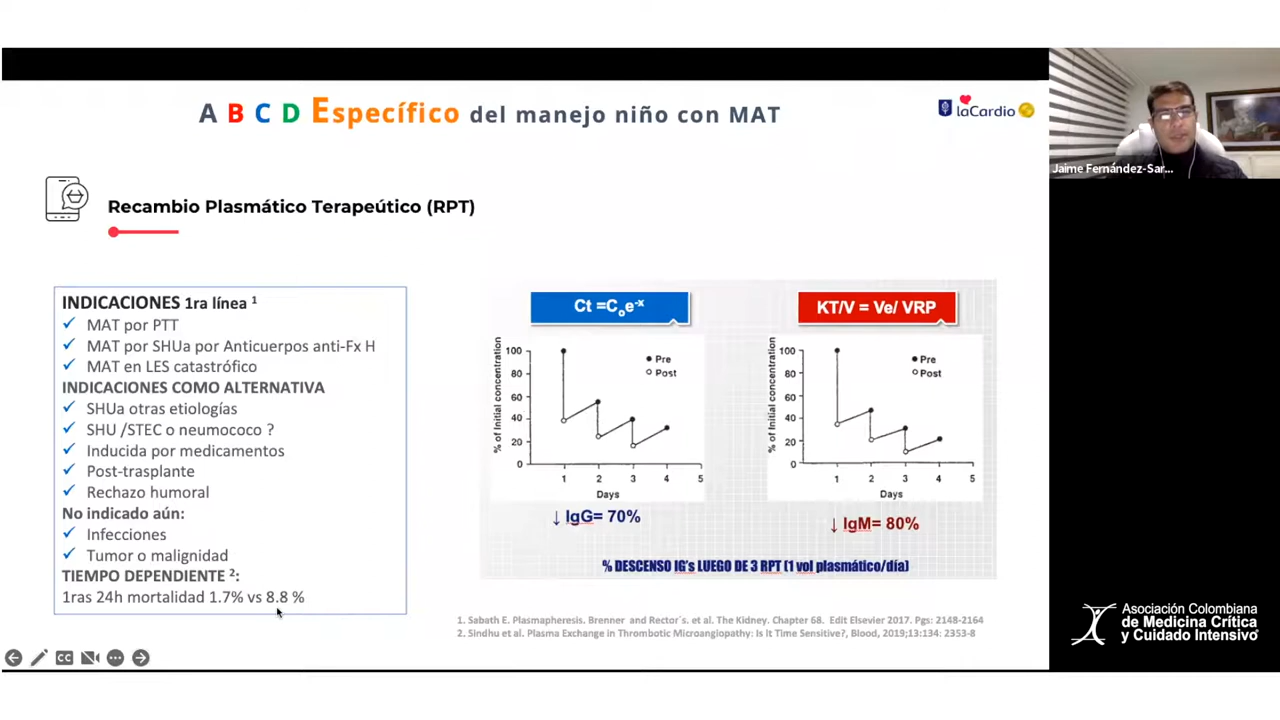 A B C D Específico del manejo niño con MAT
laCardio
Jaime Fernández-Sar...
Recambio Plasmático Terapeútico (RPT)
INDICACIONES 1ra línea 1
MAT por PTT
MAT por SHUa por Anticuerpos anti-Fx H
MAT en LES catastrófico
INDICACIONES COMO ALTERNATIVA
SHUa otras etiologías
SHU /STEC o neumococo ?
Inducida por medicamentos
Post-trasplante
Rechazo humoral
No indicado aún:
Infecciones
Tumor o malignidad
TIEMPO DEPENDIENTE 2:
1ras 24h mortalidad 1.7% vs 8.8 %
Ct =Coe-x
% of Initial concentration
100
80
60
40
20
0
Pre
Post
1 2 3 4 5
Days
↓ IgG= 70%
KT/V = Ve/ VRP
% of Initial concentration
100
80
60
40
20
0
Pre
Post
1 2 3 4 5
Days
↓ IgM= 80%
% DESCENSO IG's LUEGO DE 3 RPT (1 vol plasmático/día)
1. Sabath E. Plasmapheresis. Brenner and Rector´s. et al. The Kidney. Chapter 68. Edit Elsevier 2017. Pgs: 2148-2164
2. Sindhu et al. Plasma Exchange in Thrombotic Microangiopathy: Is It Time Sensitive?, Blood, 2019;13:134: 2353-8
CC
Asociación Colombiana
de Medicina Crítica
y Cuidado Intensivo